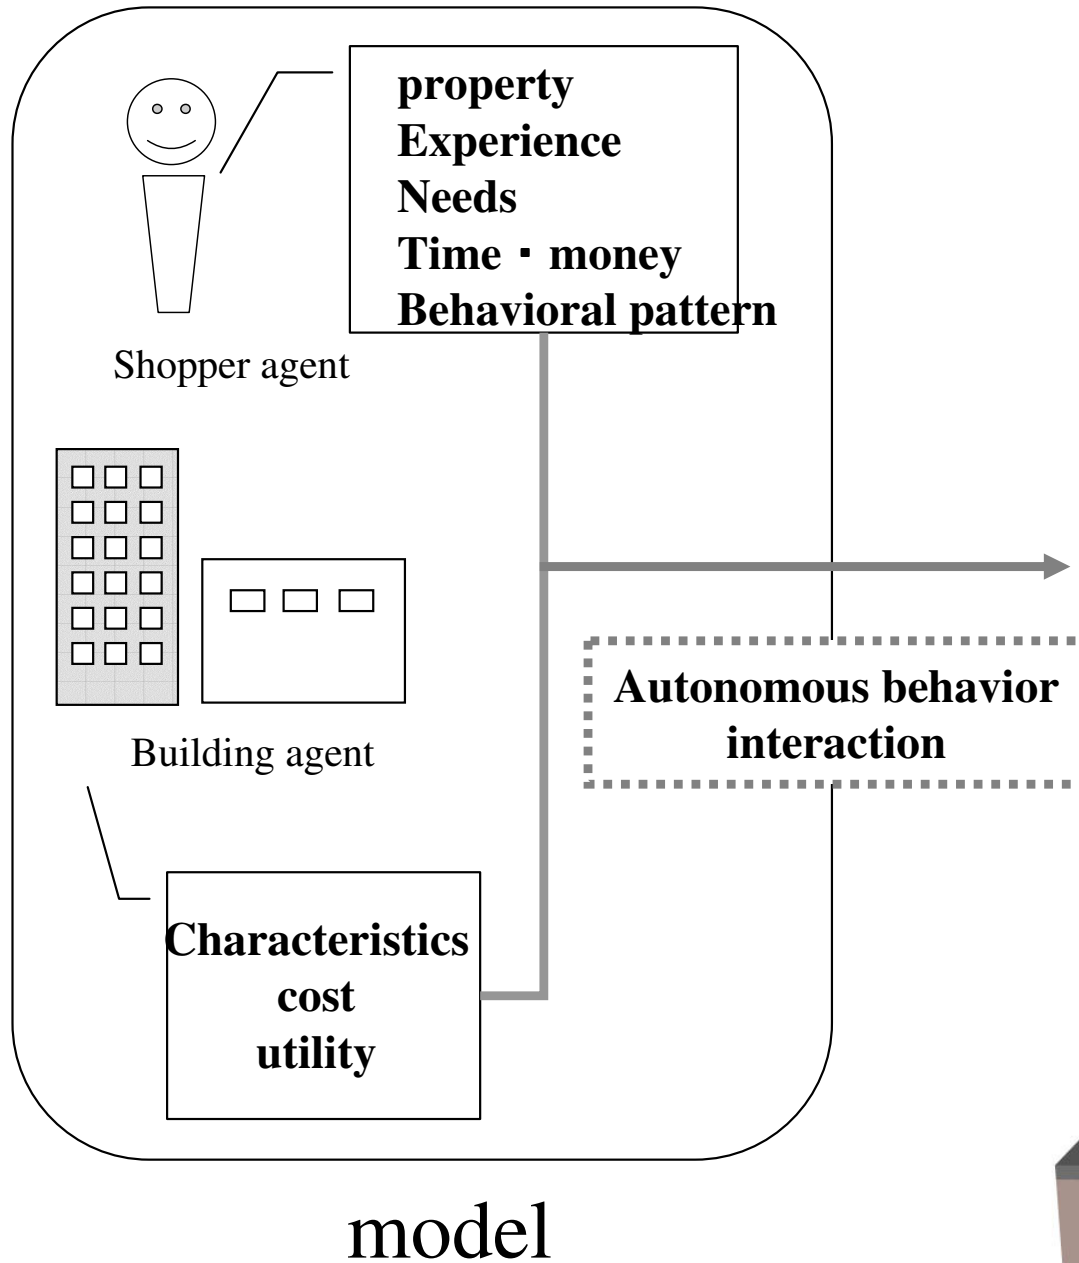 property
Experience
Needs
Time・money
Behavioral pattern
Shopper agent
Building agent
Autonomous behavior
interaction
Characteristics
cost
utility
model